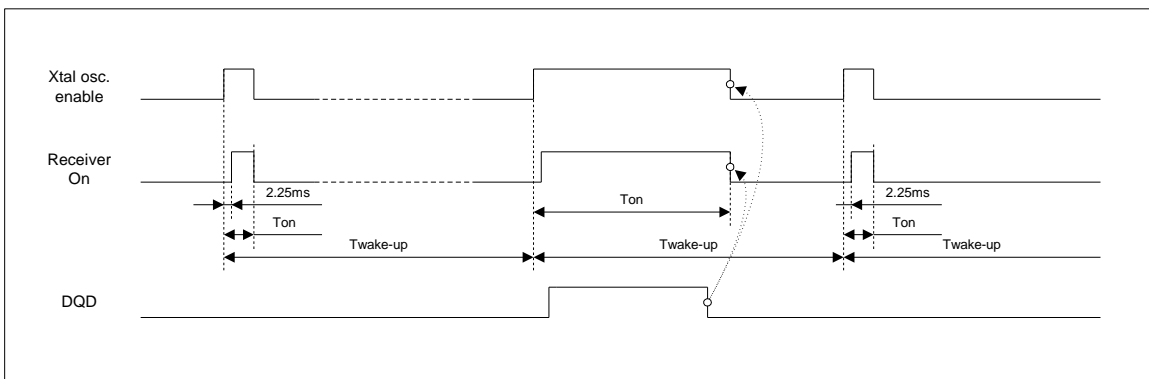 Xtal osc.
enable
Receiver
On
2.25ms
2.25ms
Ton
Ton
Ton
Twake-up
Twake-up
Twake-up
DQD